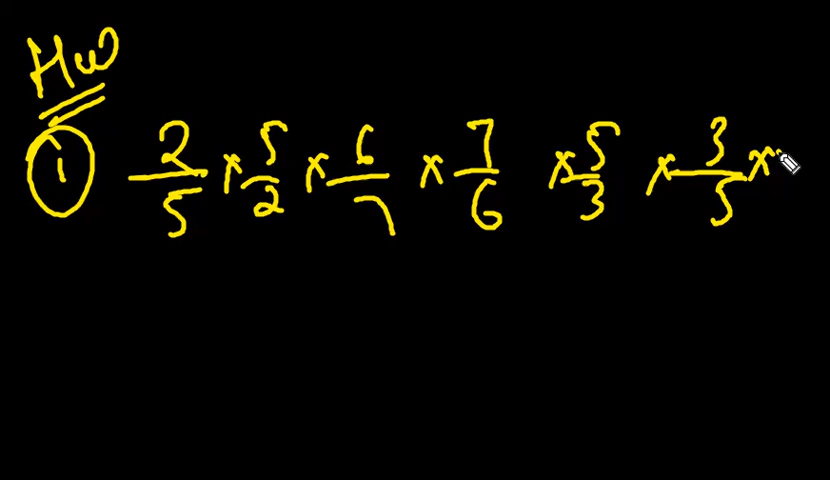 Hw
① 2/5 × 5/2 × 6/7 × 7/6 × 5/3 × 3/5 ×